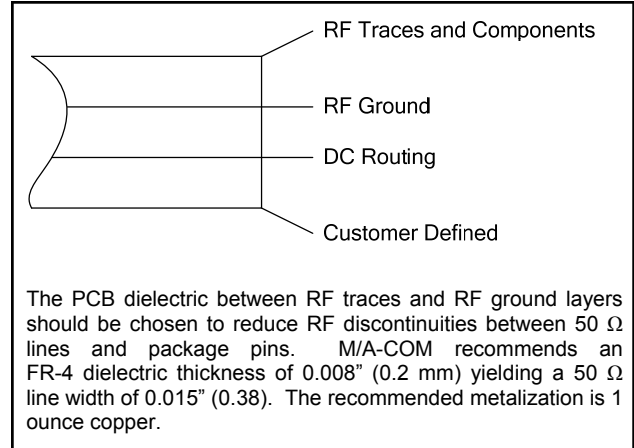 RF Traces and Components
RF Ground
DC Routing
Customer Defined
The PCB dielectric between RF traces and RF ground layers
should be chosen to reduce RF discontinuities between 50 Ω
lines and package pins. M/A-COM recommends an
FR-4 dielectric thickness of 0.008” (0.2 mm) yielding a 50 Ω
line width of 0.015” (0.38). The recommended metalization is 1
ounce copper.